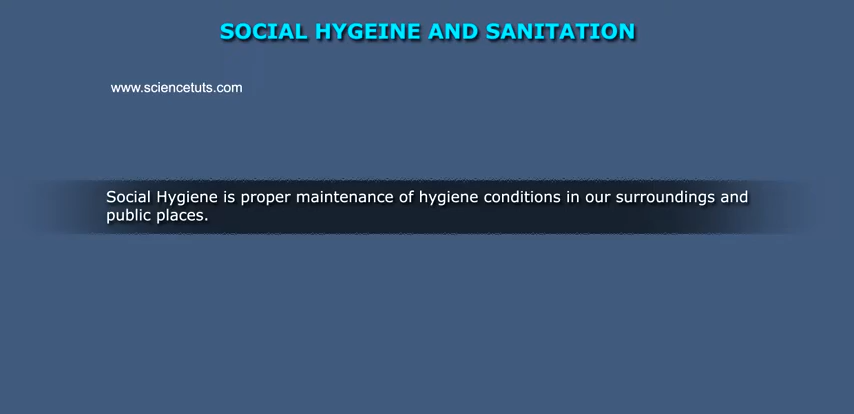 SOCIAL HYGEINE AND SANITATION
www.sciencetuts.com
Social Hygiene is proper maintenance of hygiene conditions in our surroundings and
public places.